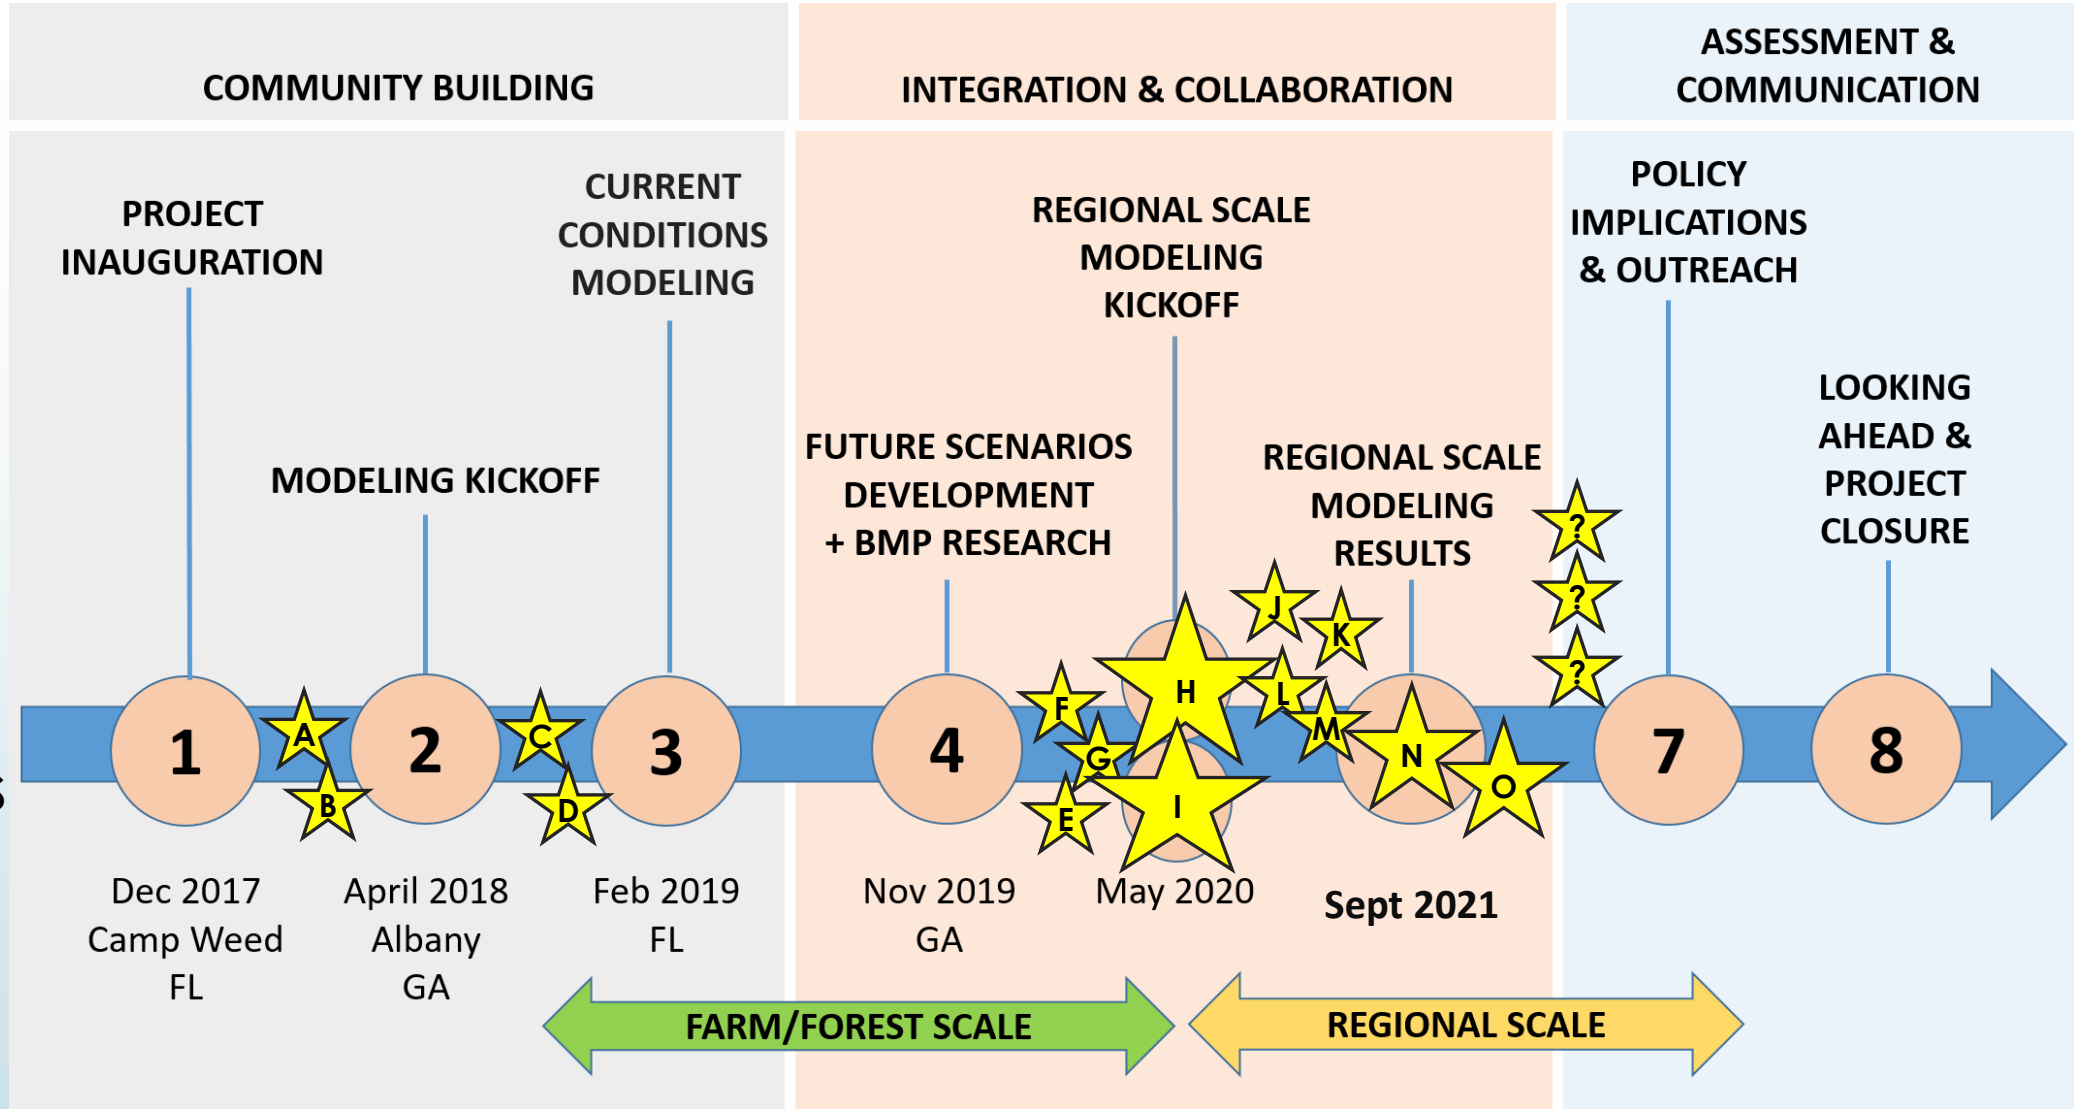 COMMUNITY BUILDING
INTEGRATION & COLLABORATION
ASSESSMENT &
COMMUNICATION
PROJECT
INAUGURATION
MODELING KICKOFF
CURRENT
CONDITIONS
MODELING
FUTURE SCENARIOS
DEVELOPMENT
+ BMP RESEARCH
REGIONAL SCALE
MODELING
KICKOFF
REGIONAL SCALE
MODELING
RESULTS
POLICY
IMPLICATIONS
& OUTREACH
LOOKING
AHEAD &
PROJECT
CLOSURE
1
A
B
2
C
D
3
4
F
G
E
H
I
J
K
L
M
N
O
?
?
?
7
8
Dec 2017
Camp Weed
FL
April 2018
Albany
GA
Feb 2019
FL
Nov 2019
GA
May 2020
Sept 2021
FARM/FOREST SCALE
REGIONAL SCALE